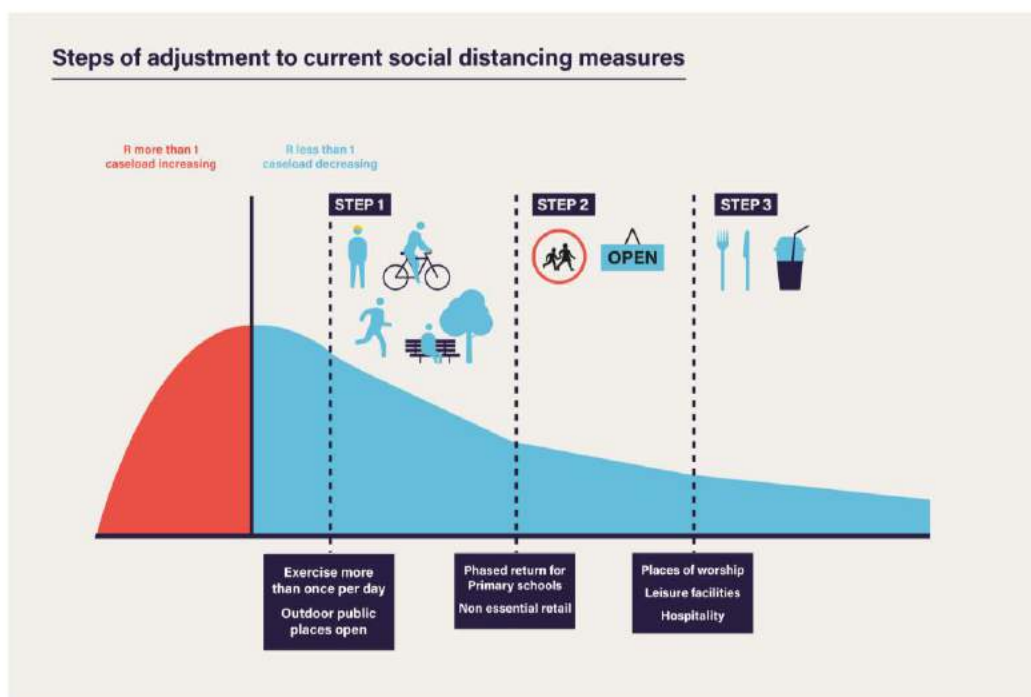 Steps of adjustment to current social distancing measures
R more than 1
caseload increasing
R less than 1
caseload decreasing
STEP 1
STEP 2
STEP 3
OPEN
Exercise more
than once per day
Outdoor public
places open
Phased return for
Primary schools
Non essential retail
Places of worship
Leisure facilities
Hospitality